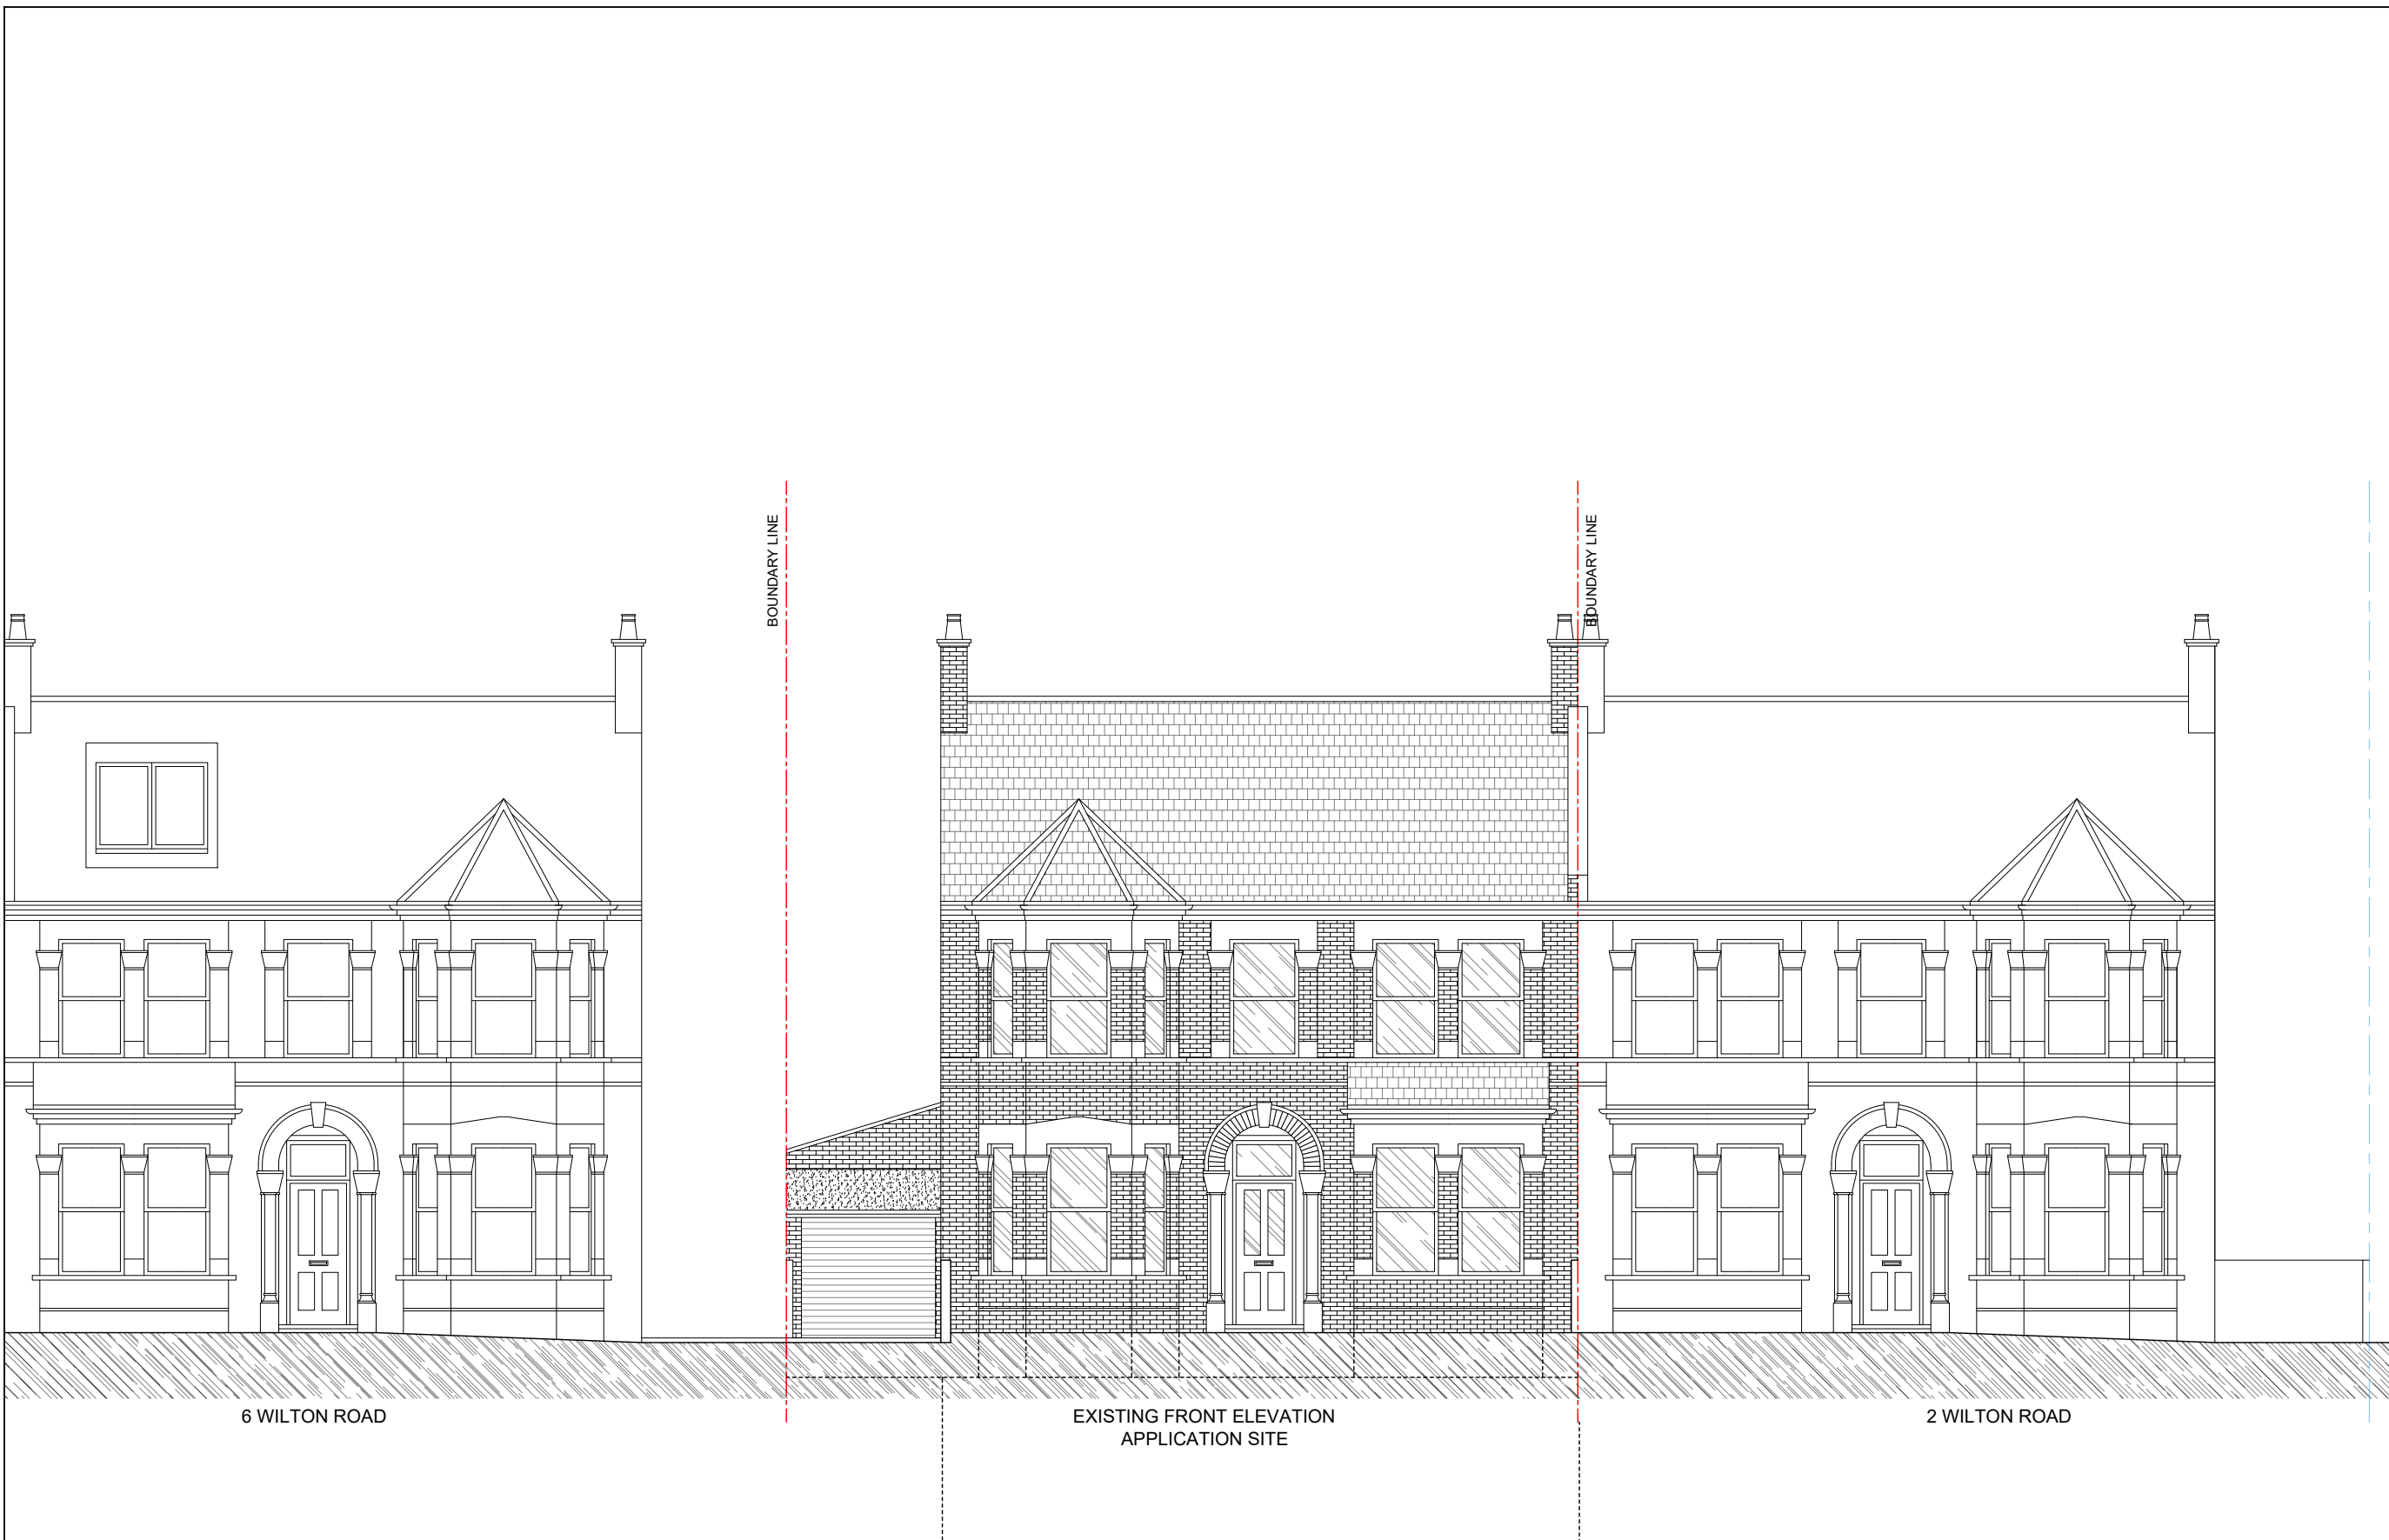 BOUNDARY LINE
BOUNDARY LINE
6 WILTON ROAD
EXISTING FRONT ELEVATION
APPLICATION SITE
2 WILTON ROAD